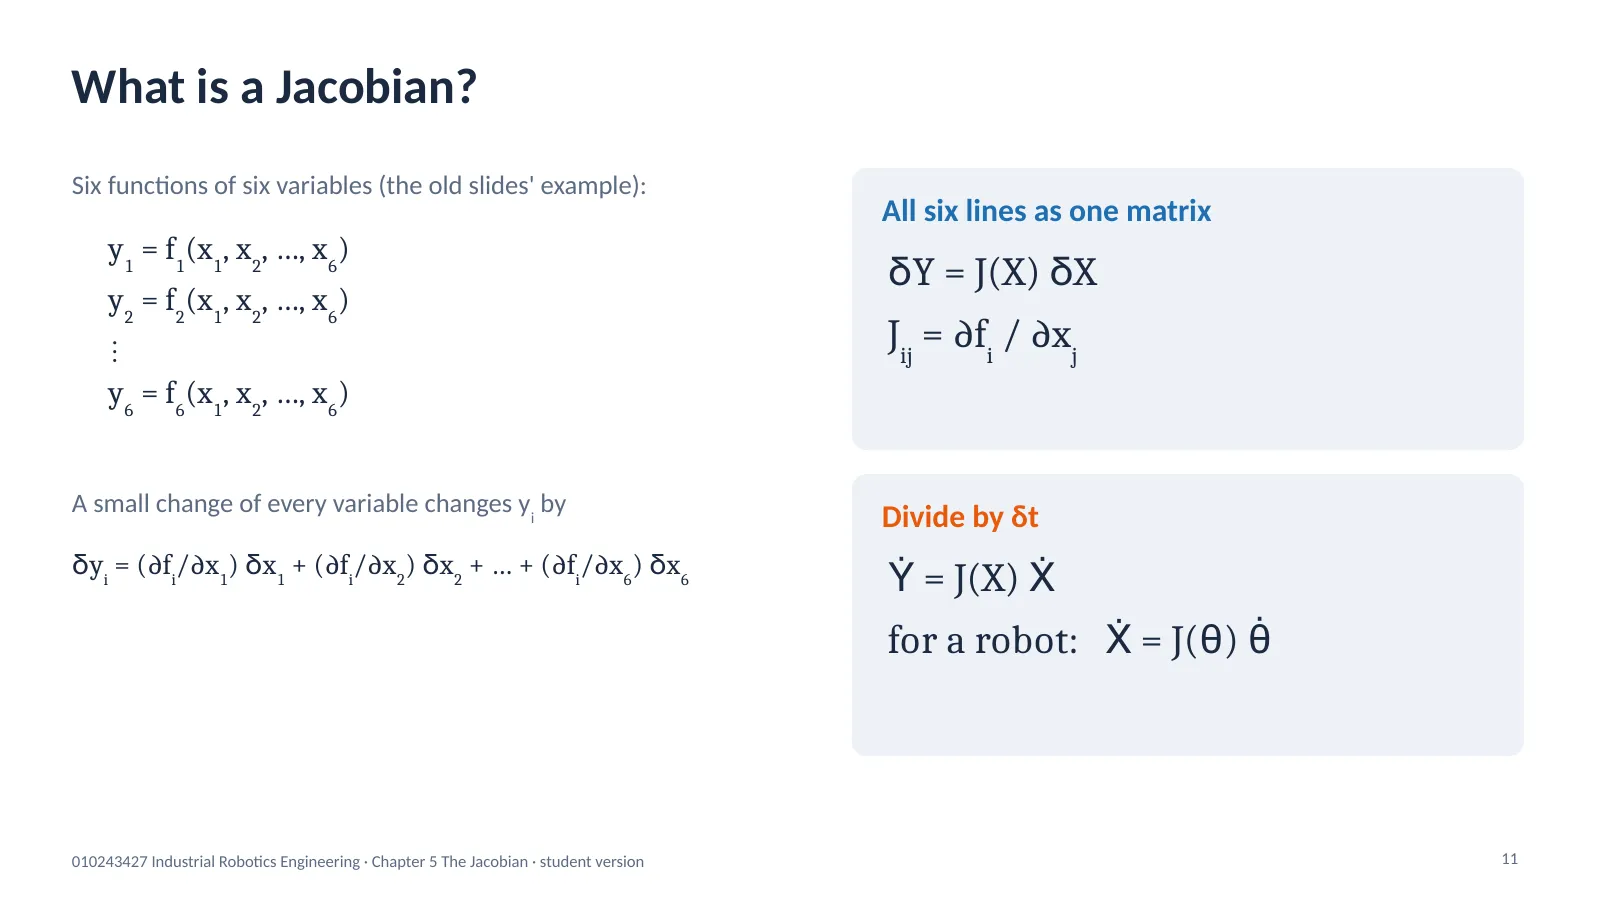 What is a Jacobian?
Six functions of six variables (the old slides' example):
y₁ = f₁(x₁, x₂, …, x₆)
y₂ = f₂(x₁, x₂, …, x₆)
⋮
y₆ = f₆(x₁, x₂, …, x₆)
A small change of every variable changes yᵢ by
δyᵢ = (∂fᵢ/∂x₁) δx₁ + (∂fᵢ/∂x₂) δx₂ + … + (∂fᵢ/∂x₆) δx₆
All six lines as one matrix
δY = J(X) δX
Jᵢⱼ = ∂fᵢ / ∂xⱼ
Divide by δt
Ẏ = J(X) Ẋ
for a robot: Ẋ = J(θ) θ̇
010243427 Industrial Robotics Engineering · Chapter 5 The Jacobian · student version
11